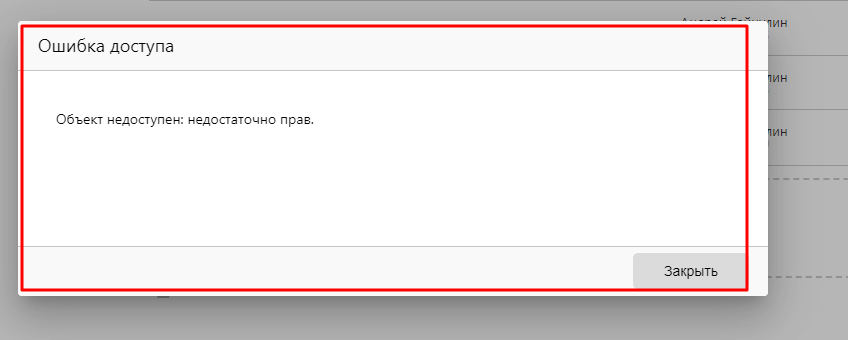 Ошибка доступа
Объект недоступен: недостаточно прав.
Закрыть